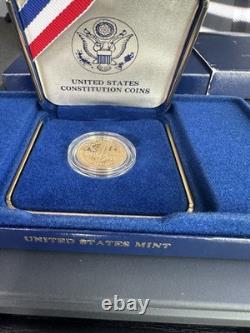 UNITED STATES
CONSTITUTION COINS
UNITED STATES MINT